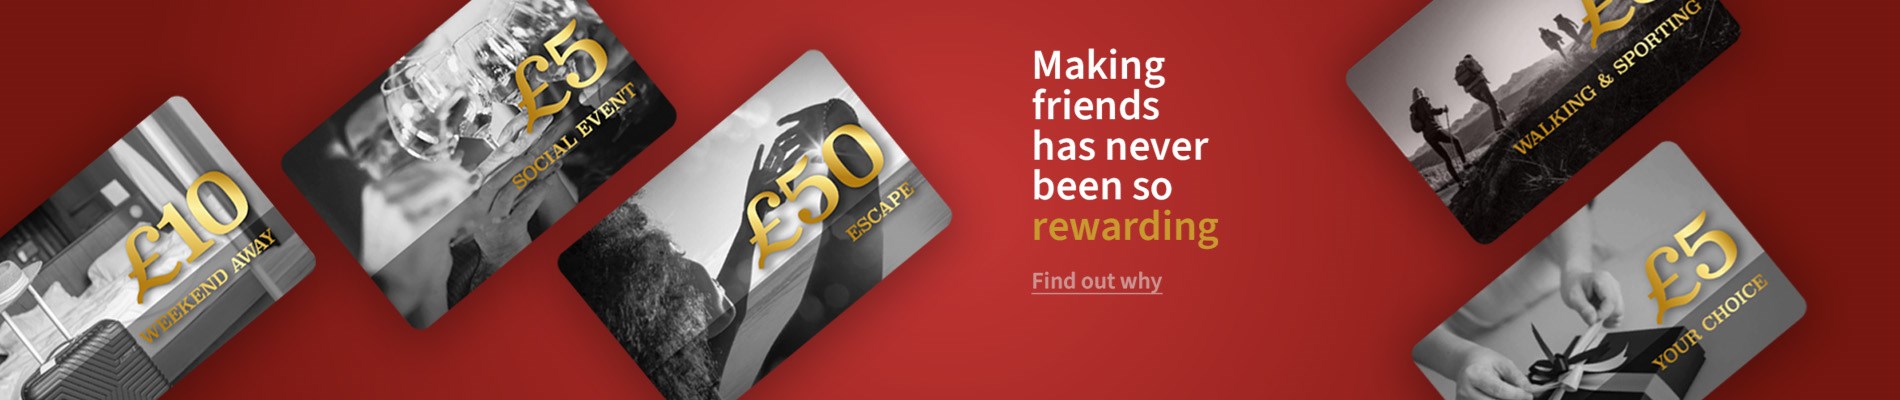 £10
WEEKEND AWAY
£5
SOCIAL EVENT
£50
ESCAPE
Making
friends
has never
been so
rewarding
Find out why
WALKING & SPORTING
£5
YOUR CHOICE